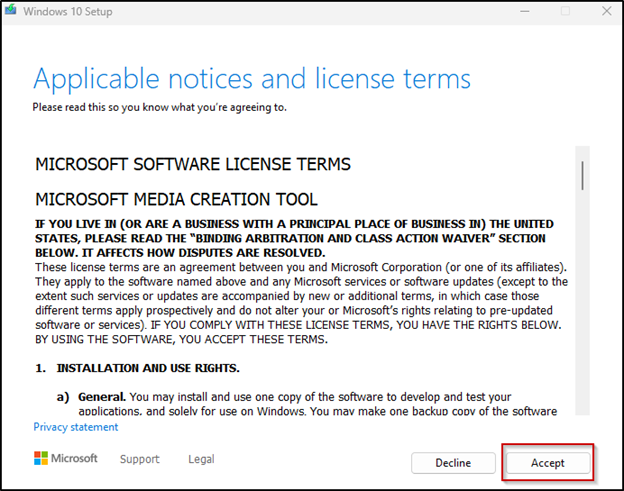 Windows 10 Setup
Applicable notices and license terms
Please read this so you know what you're agreeing to.
MICROSOFT SOFTWARE LICENSE TERMS
MICROSOFT MEDIA CREATION TOOL
IF YOU LIVE IN (OR ARE A BUSINESS WITH A PRINCIPAL PLACE OF BUSINESS IN) THE UNITED
STATES, PLEASE READ THE “BINDING ARBITRATION AND CLASS ACTION WAIVER” SECTION
BELOW. IT AFFECTS HOW DISPUTES ARE RESOLVED.
These license terms are an agreement between you and Microsoft Corporation (or one of its affiliates).
They apply to the software named above and any Microsoft services or software updates (except to the
extent such services or updates are accompanied by new or additional terms, in which case those
different terms apply prospectively and do not alter your or Microsoft’s rights relating to pre-updated
software or services). IF YOU COMPLY WITH THESE LICENSE TERMS, YOU HAVE THE RIGHTS BELOW.
BY USING THE SOFTWARE, YOU ACCEPT THESE TERMS.
1. INSTALLATION AND USE RIGHTS.
a) General. You may install and use one copy of the software to develop and test your
applications, and solely for use on Windows. You may make one backup copy of the software
Privacy statement
Microsoft Support Legal Decline Accept